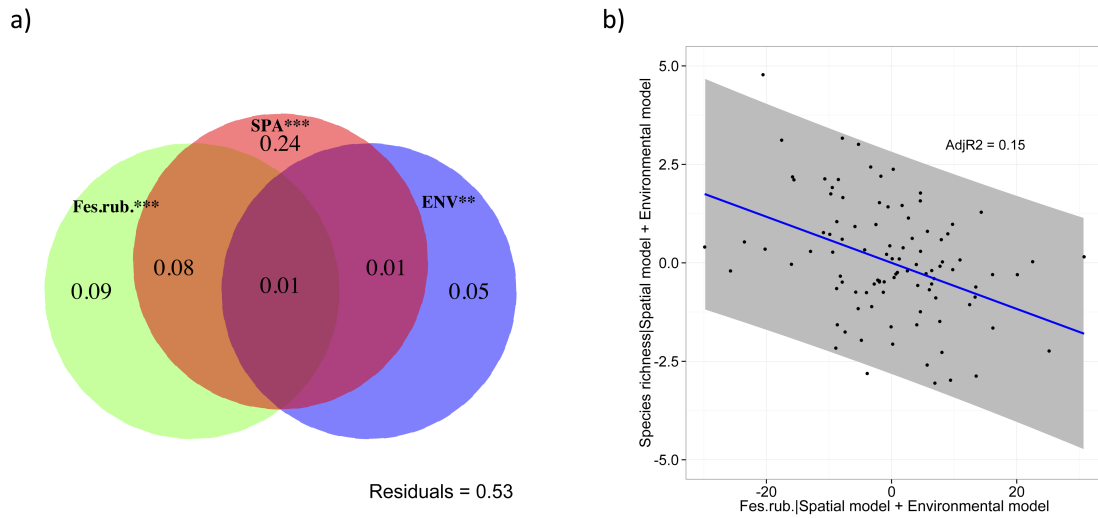 a)
SPA***
0.24
Fes.rub.***
ENV**
0.08
0.01
0.01
0.09
0.05
Residuals = 0.53
b)
5.0
2.5
0.0
-2.5
-5.0
Species richness|Spatial model + Environmental model
AdjR2 = 0.15
-20
0
20
Fes.rub.|Spatial model + Environmental model